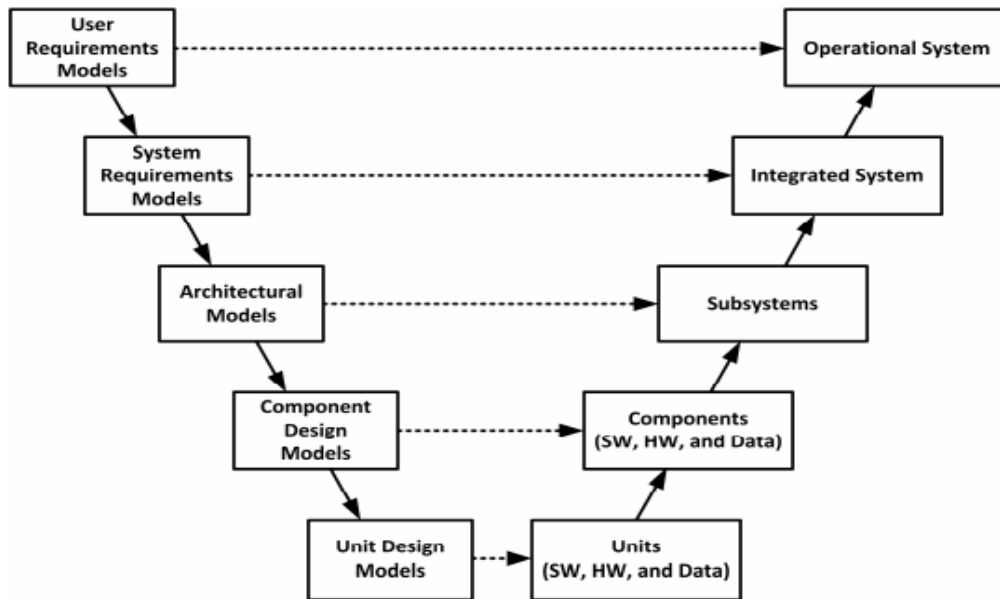 User
Requirements
Models
Operational System
System
Requirements
Models
Integrated System
Architectural
Models
Subsystems
Component
Design
Models
Components
(SW, HW, and Data)
Unit Design
Models
Units
(SW, HW, and Data)